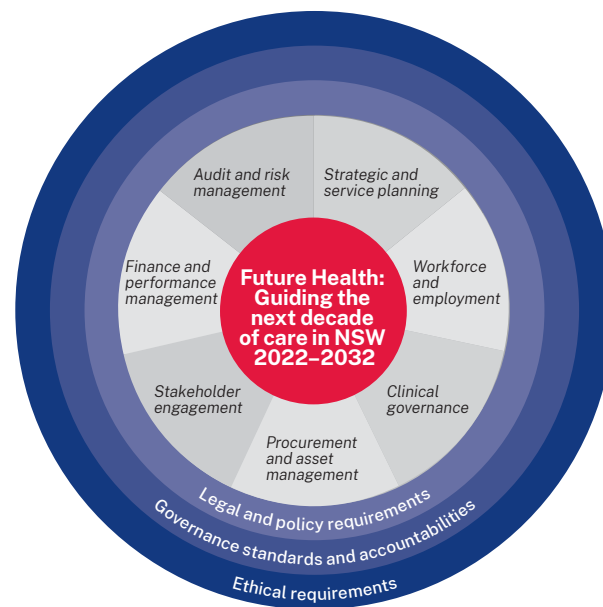 Audit and risk
management
Strategic and
service planning
Finance and
performance
management
Future Health:
Guiding the
next decade
of care in NSW
2022–2032
Workforce
and
employment
Stakeholder
engagement
Clinical
governance
Procurement
and asset
management
Legal and policy requirements
Governance standards and accountabilities
Ethical requirements